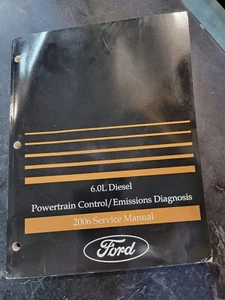 6.0L Diesel
Powertrain Control/Emissions Diagnosis
2006 Service Manual
Ford